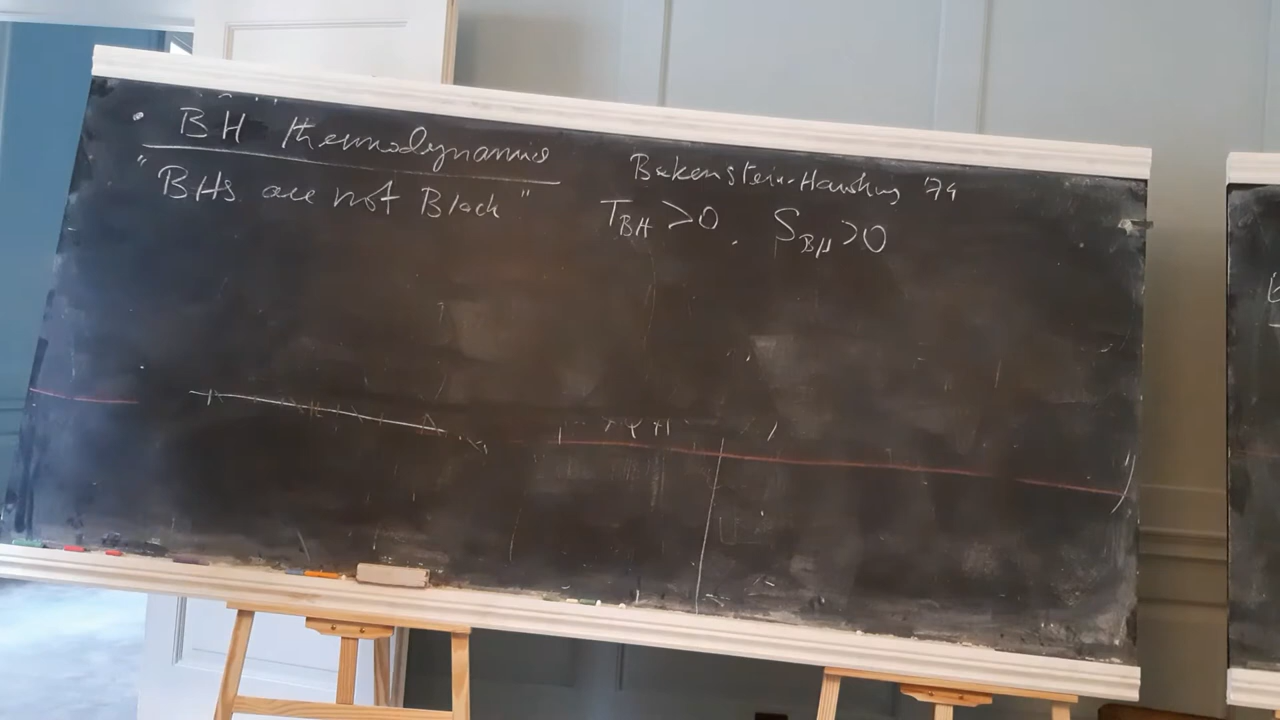 • BH thermodynamics
"BHs are not Black"
Bekenstein-Hawking '74
T_BH > 0, S_BH > 0